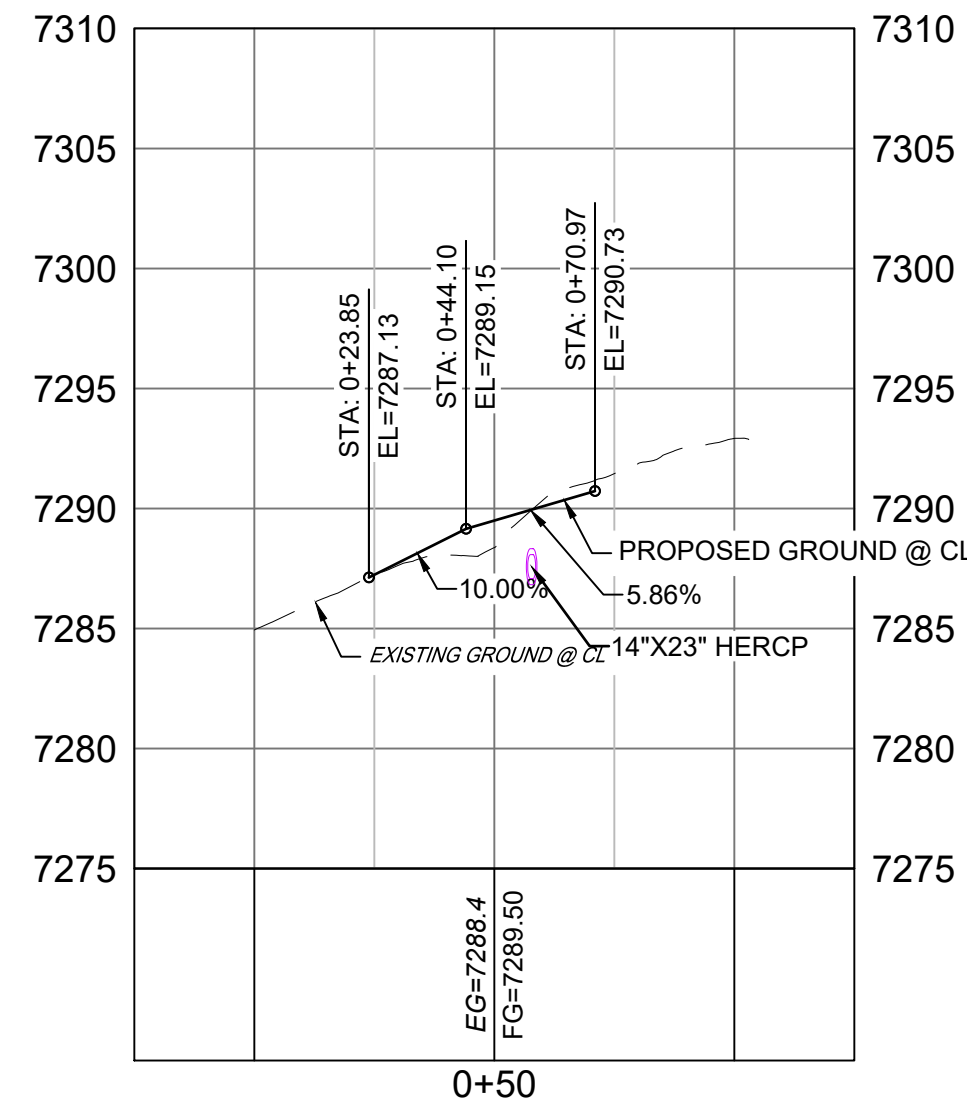 7310
7310
7305
7305
7300
7300
7295
7295
7290
7290
7285
7285
7280
7280
7275
7275
STA: 0+23.85
EL=7287.13
STA: 0+44.10
EL=7289.15
STA: 0+70.97
EL=7290.73
PROPOSED GROUND @ CL
10.00%
5.86%
14"X23" HERCP
EXISTING GROUND @ CL
EG=7288.4
FG=7289.50
0+50